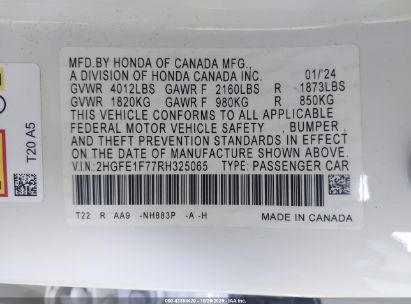 MFD.BY HONDA OF CANADA MFG.,
A DIVISION OF HONDA CANADA INC. 01/'24
GVWR 4012LBS GAWR F 2160LBS R 1873LBS
GVWR 1820KG GAWR F 980KG R 850KG
THIS VEHICLE CONFORMS TO ALL APPLICABLE
FEDERAL MOTOR VEHICLE SAFETY , BUMPER ,
AND THEFT PREVENTION STANDARDS IN EFFECT
ON THE DATE OF MANUFACTURE SHOWN ABOVE.
V.I.N: 2HGFE1F77RH325065 TYPE: PASSENGER CAR
T22 R AA9 -NH883P -A -H
MADE IN CANADA
T20 A5